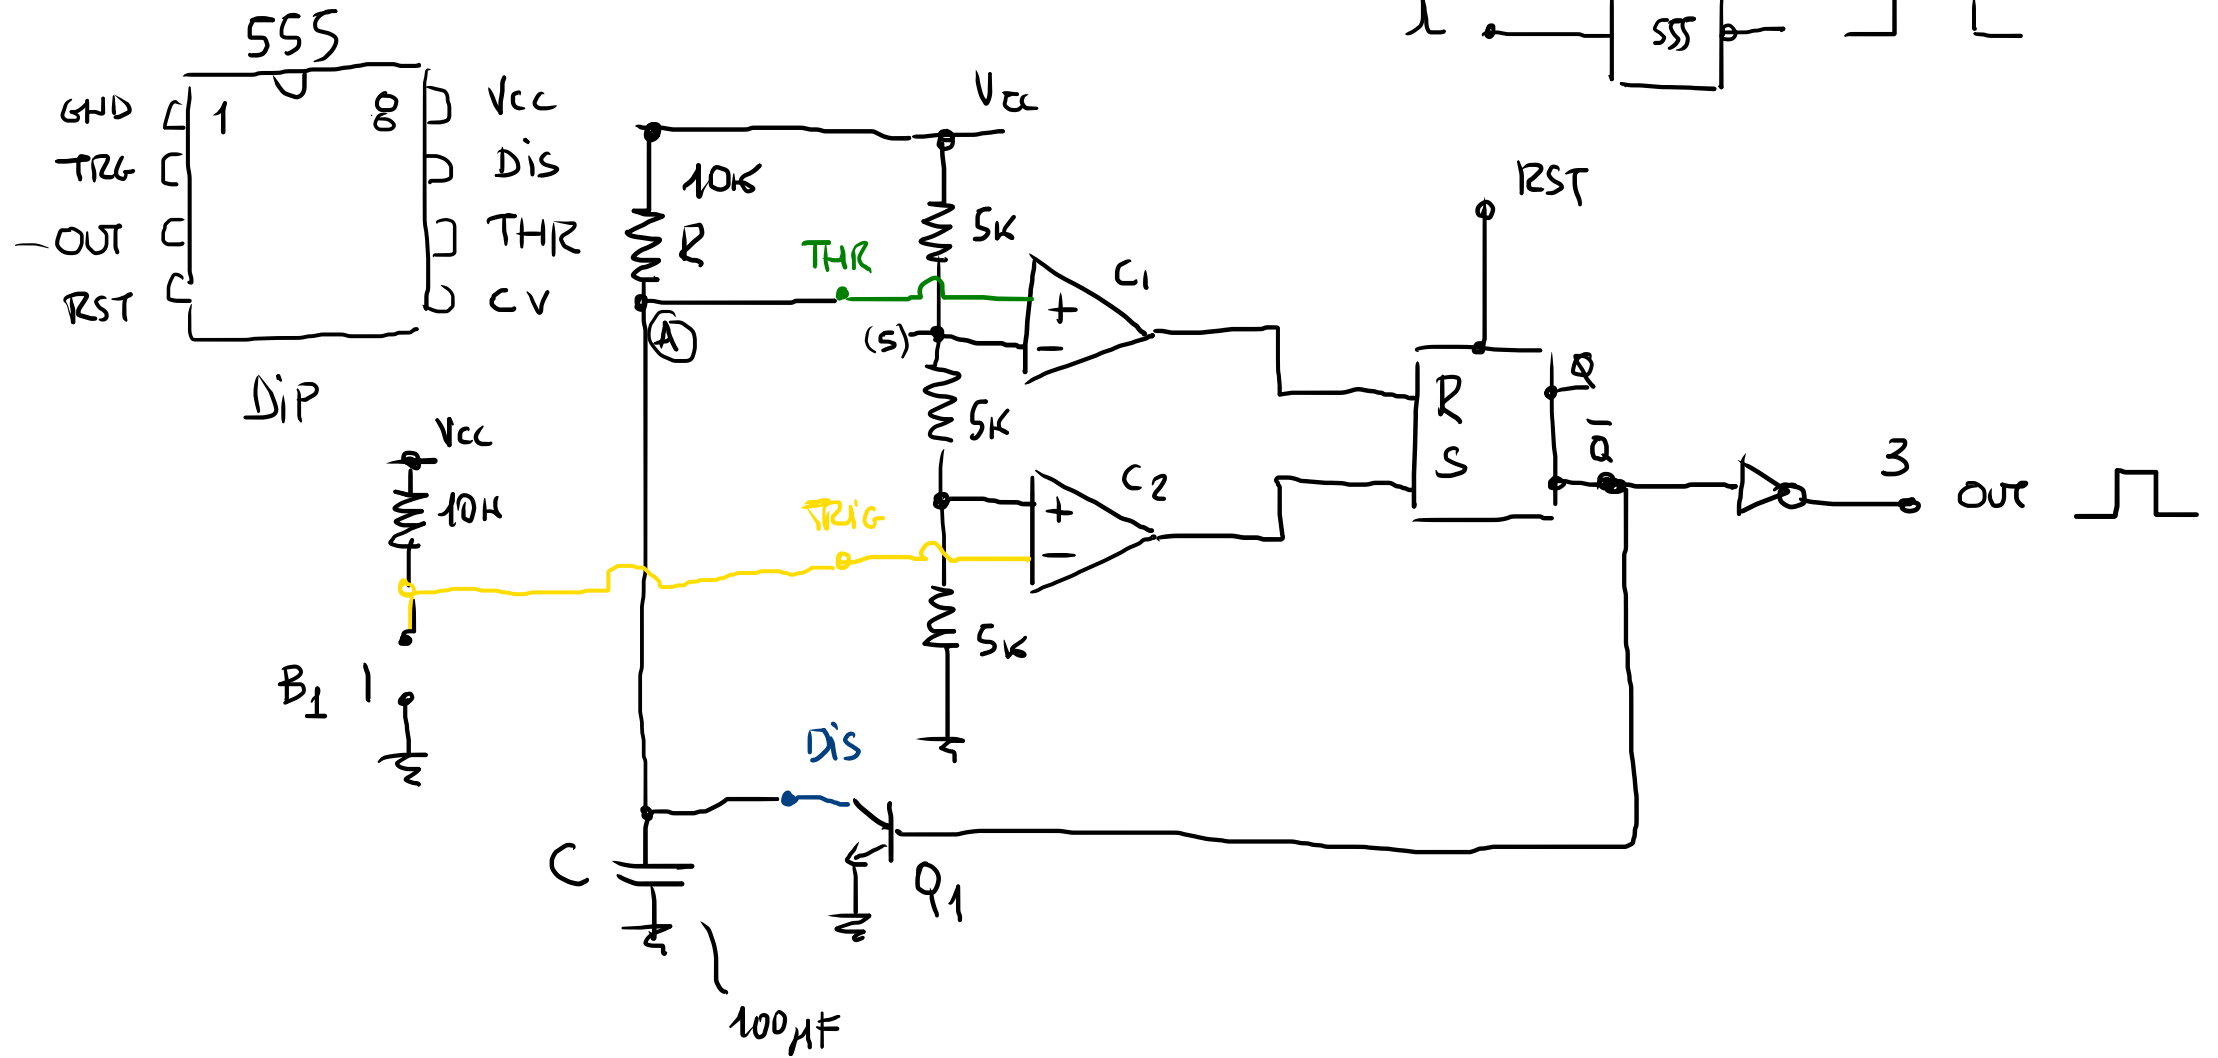 555
555
GND 1 8 Vcc
TRG Dis
OUT THR
RST CV
DiP
Vcc
10K
R
A
THR
5K
(5)
5K
5K
+
-
C1
+
-
C2
TRiG
RST
R
S
Q
Q̅
3 OUT
Vcc
10K
B1
Dis
Q1
C
100µF